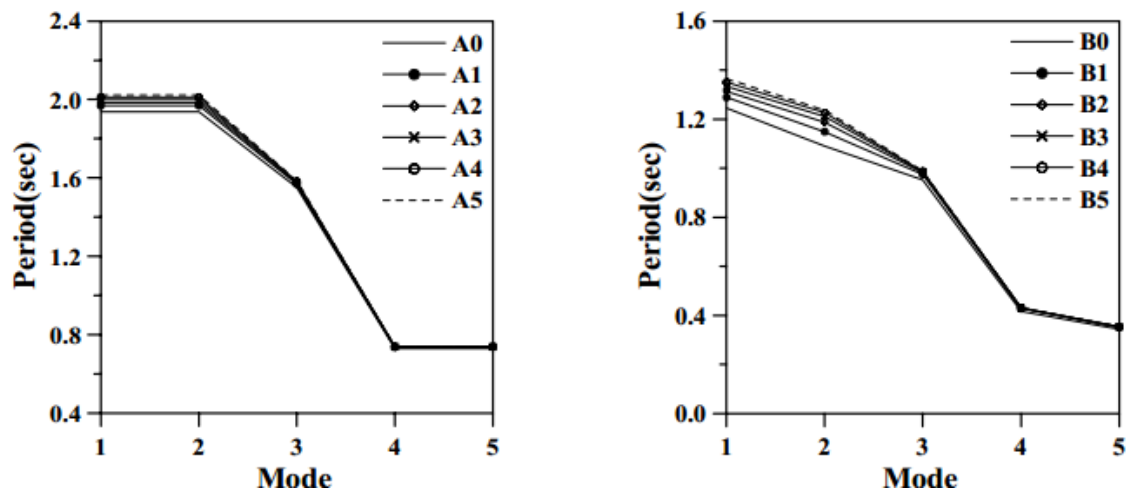 2.4
2.0
1.6
1.2
0.8
0.4
Period(sec)
1 2 3 4 5
Mode
A0
A1
A2
A3
A4
A5
1.6
1.2
0.8
0.4
0.0
Period(sec)
1 2 3 4 5
Mode
B0
B1
B2
B3
B4
B5